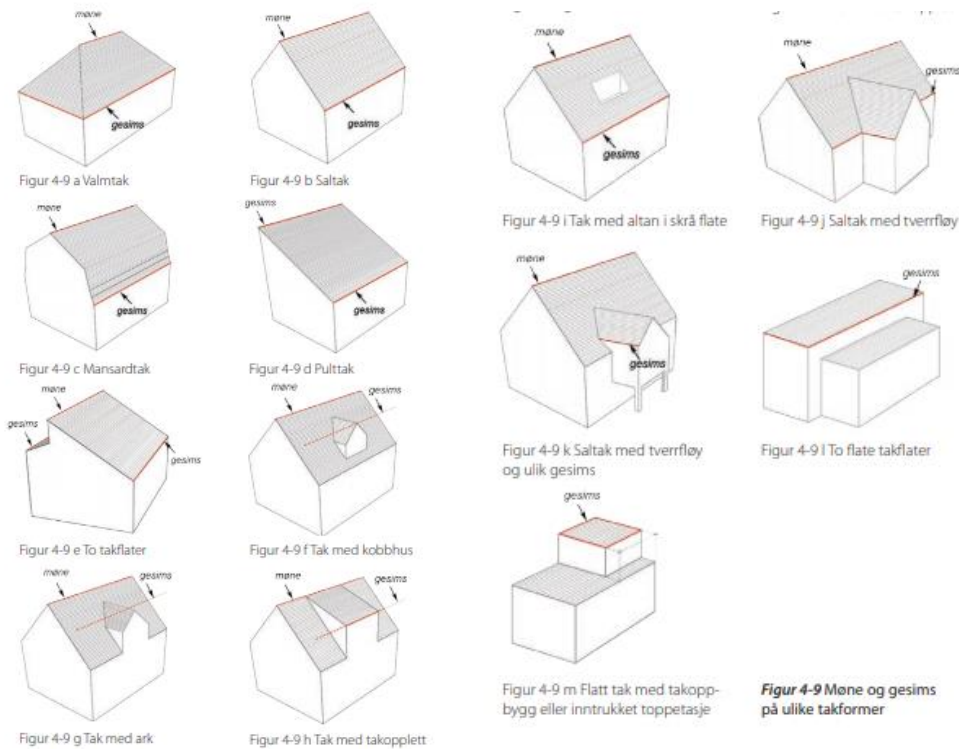 møne
gesims
Figur 4-9 a Valmtak
møne
gesims
Figur 4-9 b Saltak
møne
gesims
Figur 4-9 c Mansardtak
gesims
gesims
Figur 4-9 d Pulttak
møne
gesims
gesims
Figur 4-9 e To takflater
møne
gesims
Figur 4-9 f Tak med kobbhus
møne
gesims
Figur 4-9 g Tak med ark
møne
gesims
Figur 4-9 h Tak med takopplett
møne
gesims
Figur 4-9 i Tak med altan i skrå flate
møne
gesims
Figur 4-9 j Saltak med tverrfløy
møne
gesims
Figur 4-9 k Saltak med tverrfløy
og ulik gesims
gesims
Figur 4-9 l To flate takflater
gesims
Figur 4-9 m Flatt tak med takopp-
bygg eller inntrukket toppetasje
Figur 4-9 Møne og gesims
på ulike takformer